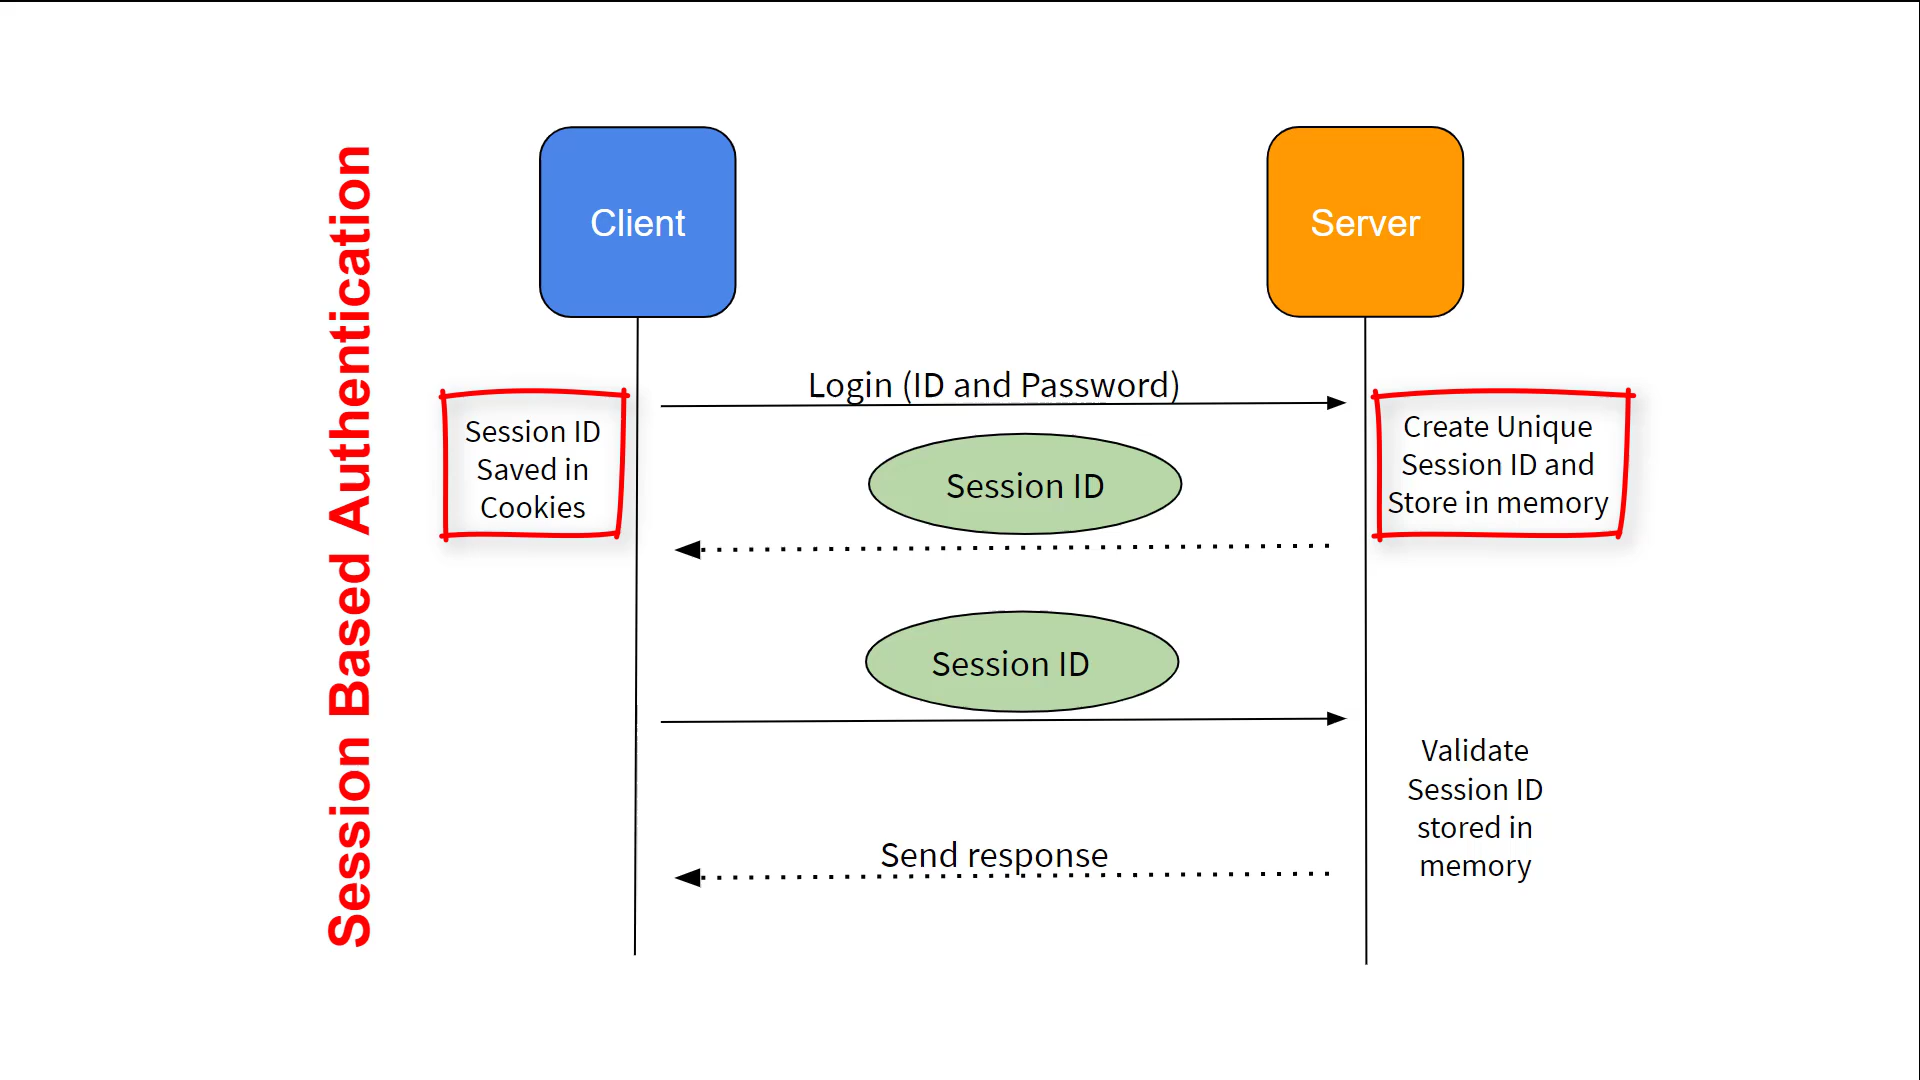 Session Based Authentication
Client
Server
Login (ID and Password)
Session ID
Saved in
Cookies
Create Unique
Session ID and
Store in memory
Session ID
Session ID
Validate
Session ID
stored in
memory
Send response